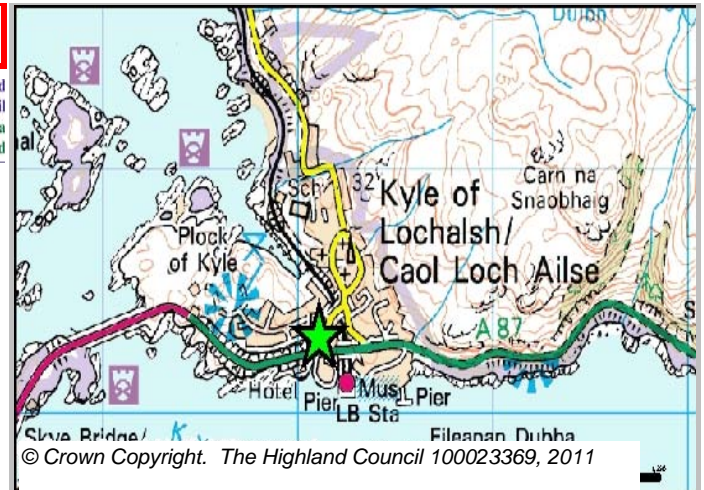 Dubh
Sch
32
Kyle of
Lochalsh/
Caol Loch Ailse
Carn na
Snaobhaig
Plock
of Kyle
A 87
Hotel
Pier
Mus
Pier
LB Sta
Skye Bridge/
Eileanan Dubha
© Crown Copyright. The Highland Council 100023369, 2011